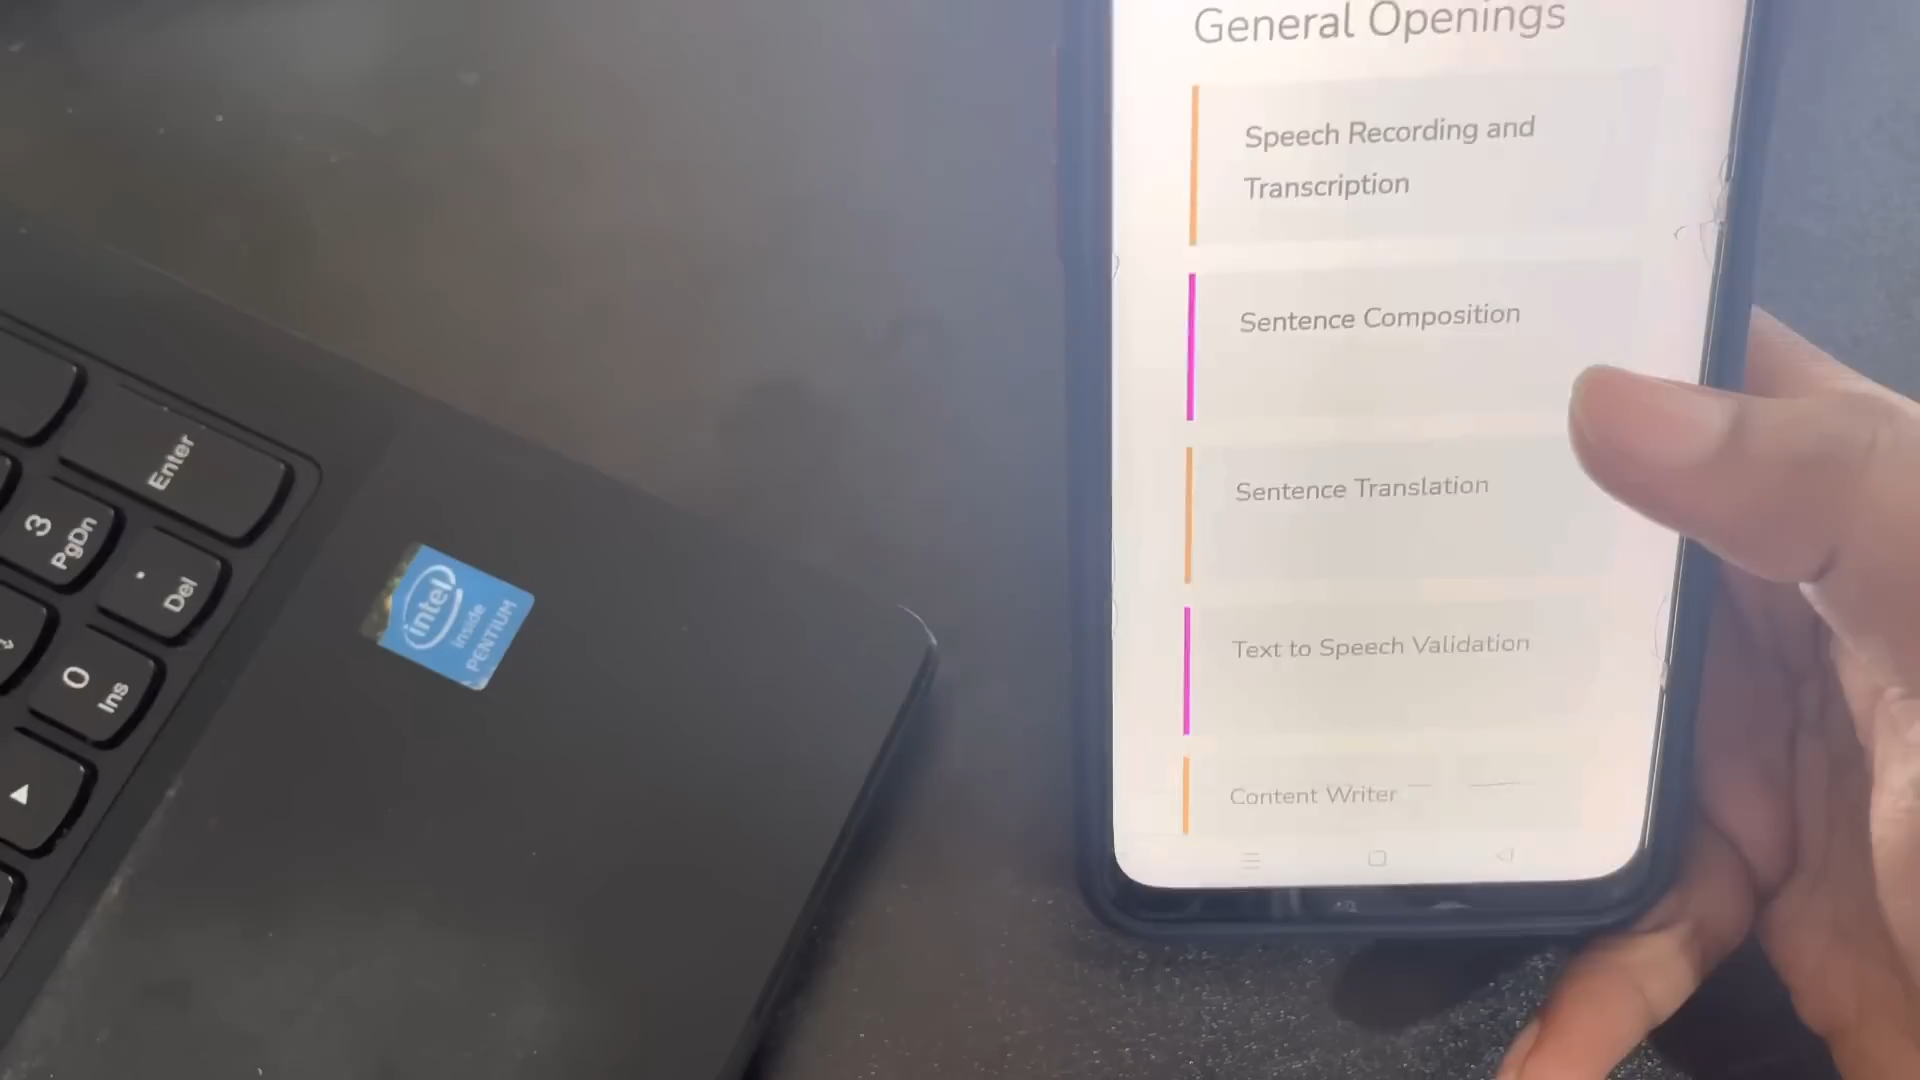 General Openings
Speech Recording and
Transcription
Sentence Composition
Sentence Translation
Text to Speech Validation
Content Writer
Enter
3
PgDn
.
Del
0
Ins
intel
inside
PENTIUM